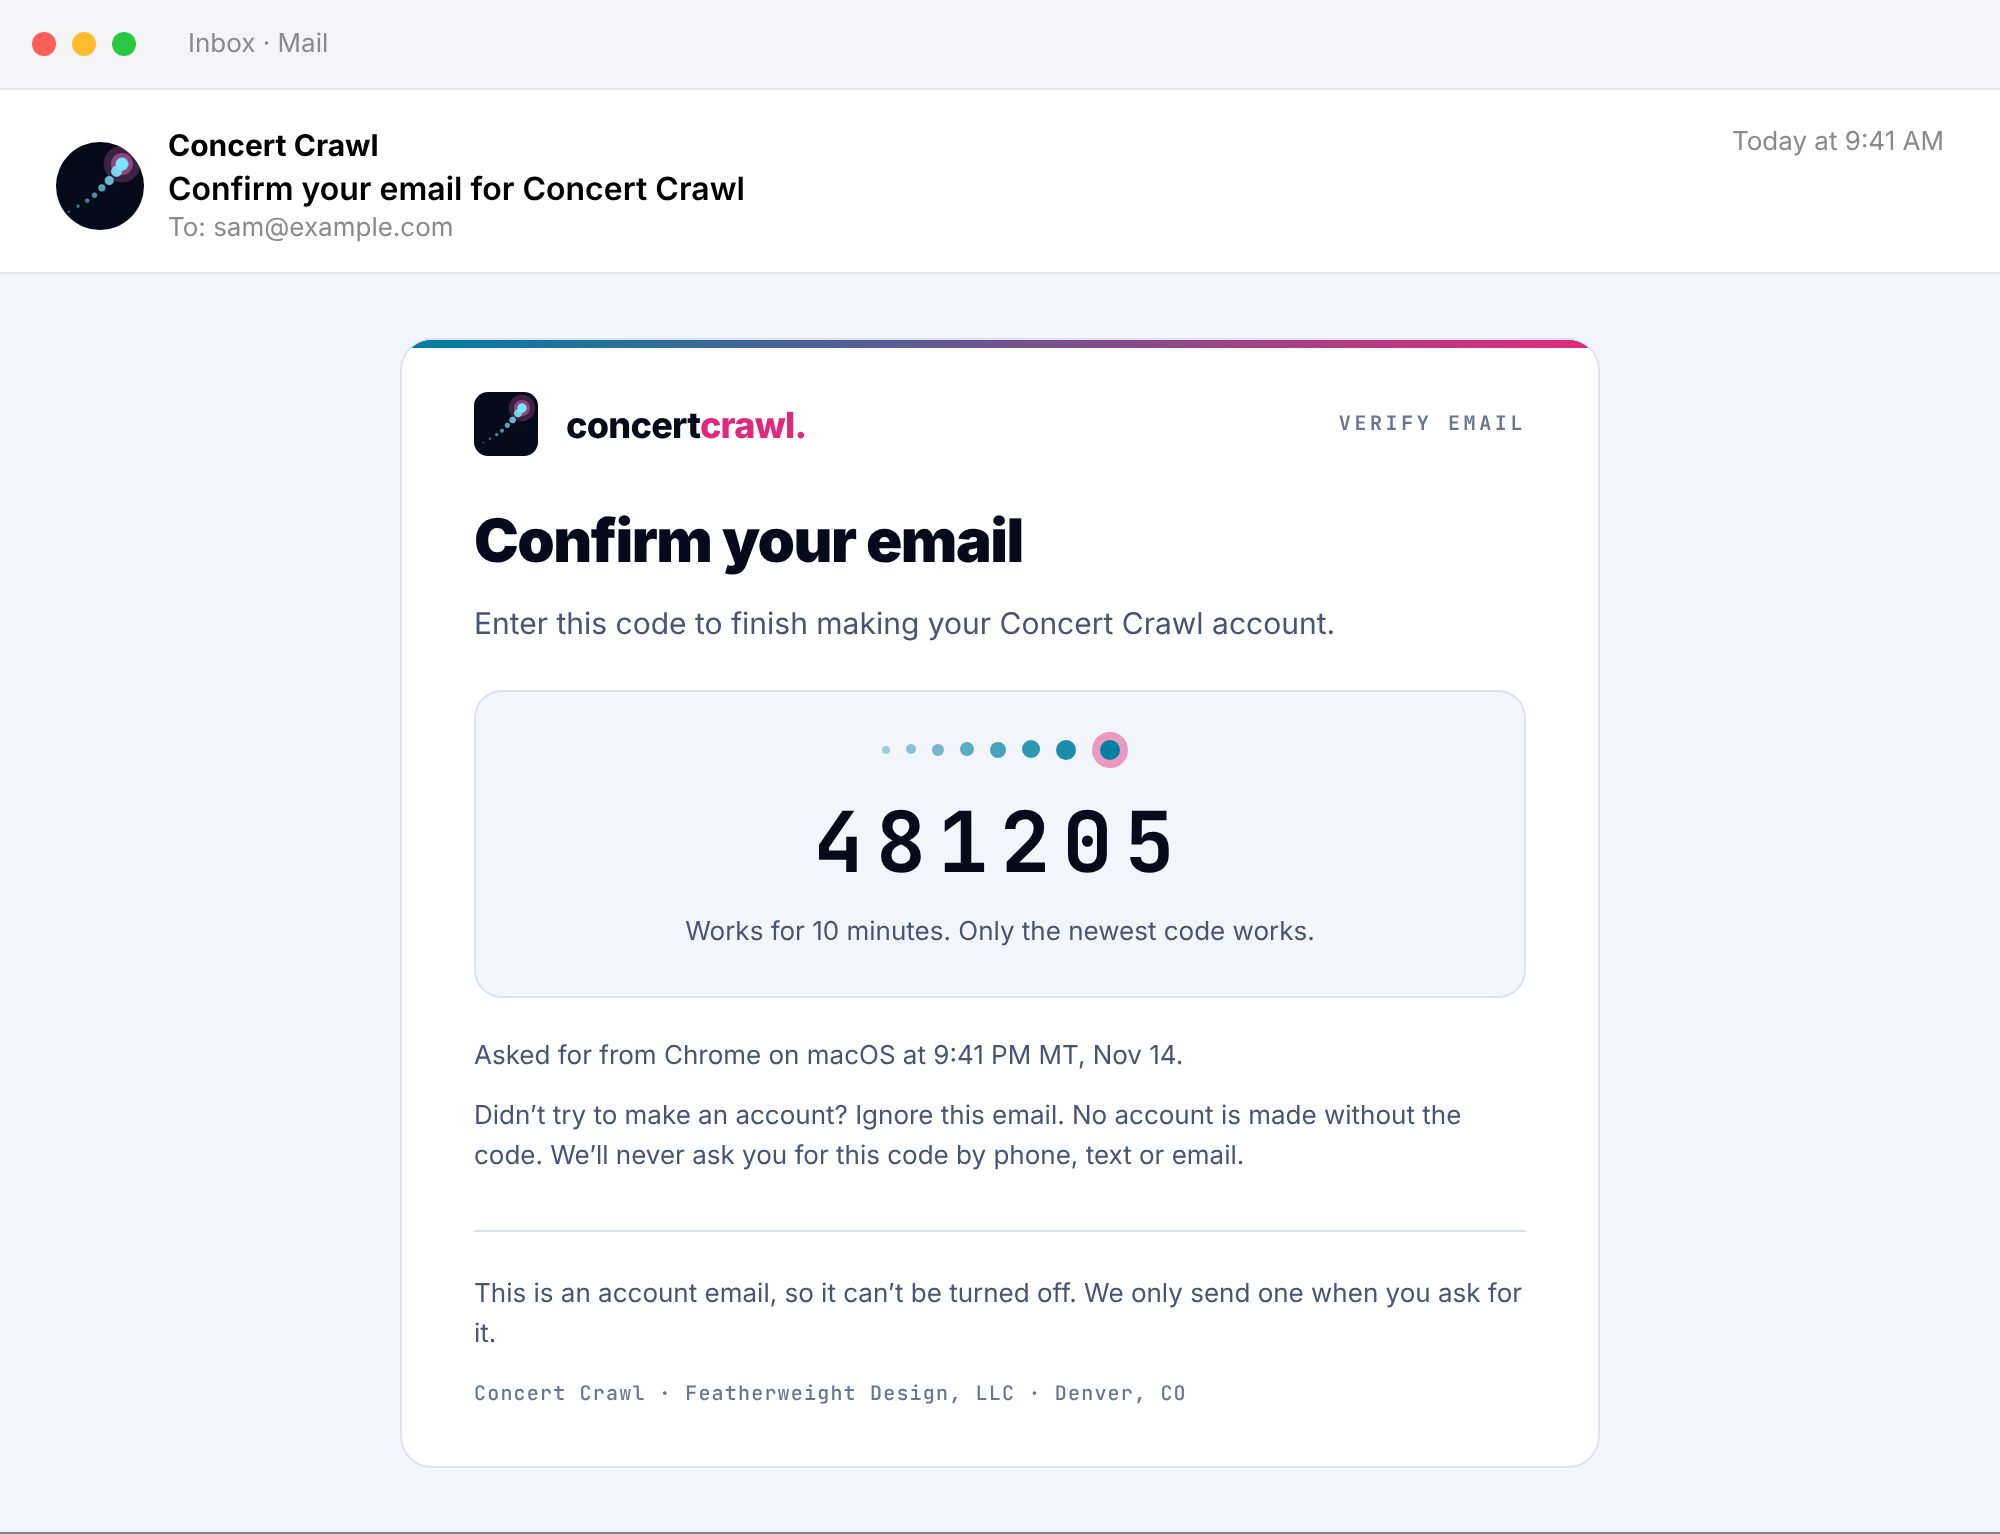 Inbox · Mail
Concert Crawl
Today at 9:41 AM
Confirm your email for Concert Crawl
To: sam@example.com
concertcrawl.
VERIFY EMAIL
Confirm your email
Enter this code to finish making your Concert Crawl account.
481205
Works for 10 minutes. Only the newest code works.
Asked for from Chrome on macOS at 9:41 PM MT, Nov 14.
Didn’t try to make an account? Ignore this email. No account is made without the
code. We’ll never ask you for this code by phone, text or email.
This is an account email, so it can’t be turned off. We only send one when you ask for
it.
Concert Crawl · Featherweight Design, LLC · Denver, CO